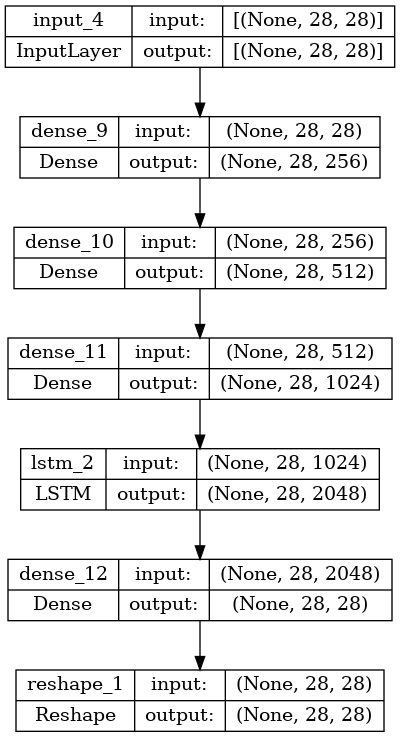 input_4 input: [(None, 28, 28)]
InputLayer output: [(None, 28, 28)]
dense_9 input: (None, 28, 28)
Dense output: (None, 28, 256)
dense_10 input: (None, 28, 256)
Dense output: (None, 28, 512)
dense_11 input: (None, 28, 512)
Dense output: (None, 28, 1024)
lstm_2 input: (None, 28, 1024)
LSTM output: (None, 28, 2048)
dense_12 input: (None, 28, 2048)
Dense output: (None, 28, 28)
reshape_1 input: (None, 28, 28)
Reshape output: (None, 28, 28)